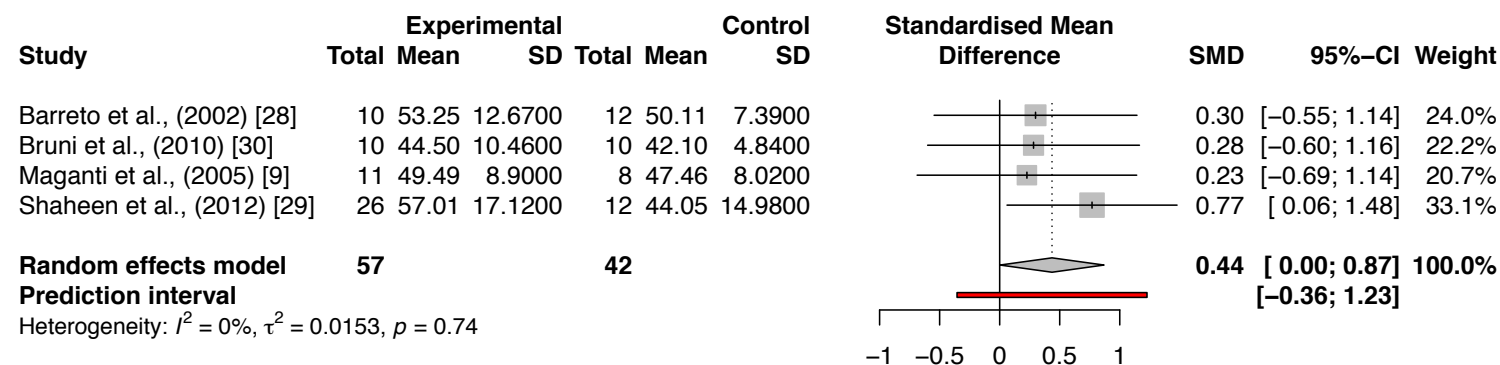 Experimental Control Standardised Mean
Study Total Mean SD Total Mean SD Difference SMD 95%−CI Weight
Barreto et al., (2002) [28] 10 53.25 12.6700 12 50.11 7.3900 0.30 [−0.55; 1.14] 24.0%
Bruni et al., (2010) [30] 10 44.50 10.4600 10 42.10 4.8400 0.28 [−0.60; 1.16] 22.2%
Maganti et al., (2005) [9] 11 49.49 8.9000 8 47.46 8.0200 0.23 [−0.69; 1.14] 20.7%
Shaheen et al., (2012) [29] 26 57.01 17.1200 12 44.05 14.9800 0.77 [ 0.06; 1.48] 33.1%
Random effects model 57 42 0.44 [ 0.00; 0.87] 100.0%
Prediction interval [−0.36; 1.23]
Heterogeneity: I² = 0%, τ² = 0.0153, p = 0.74
−1 −0.5 0 0.5 1